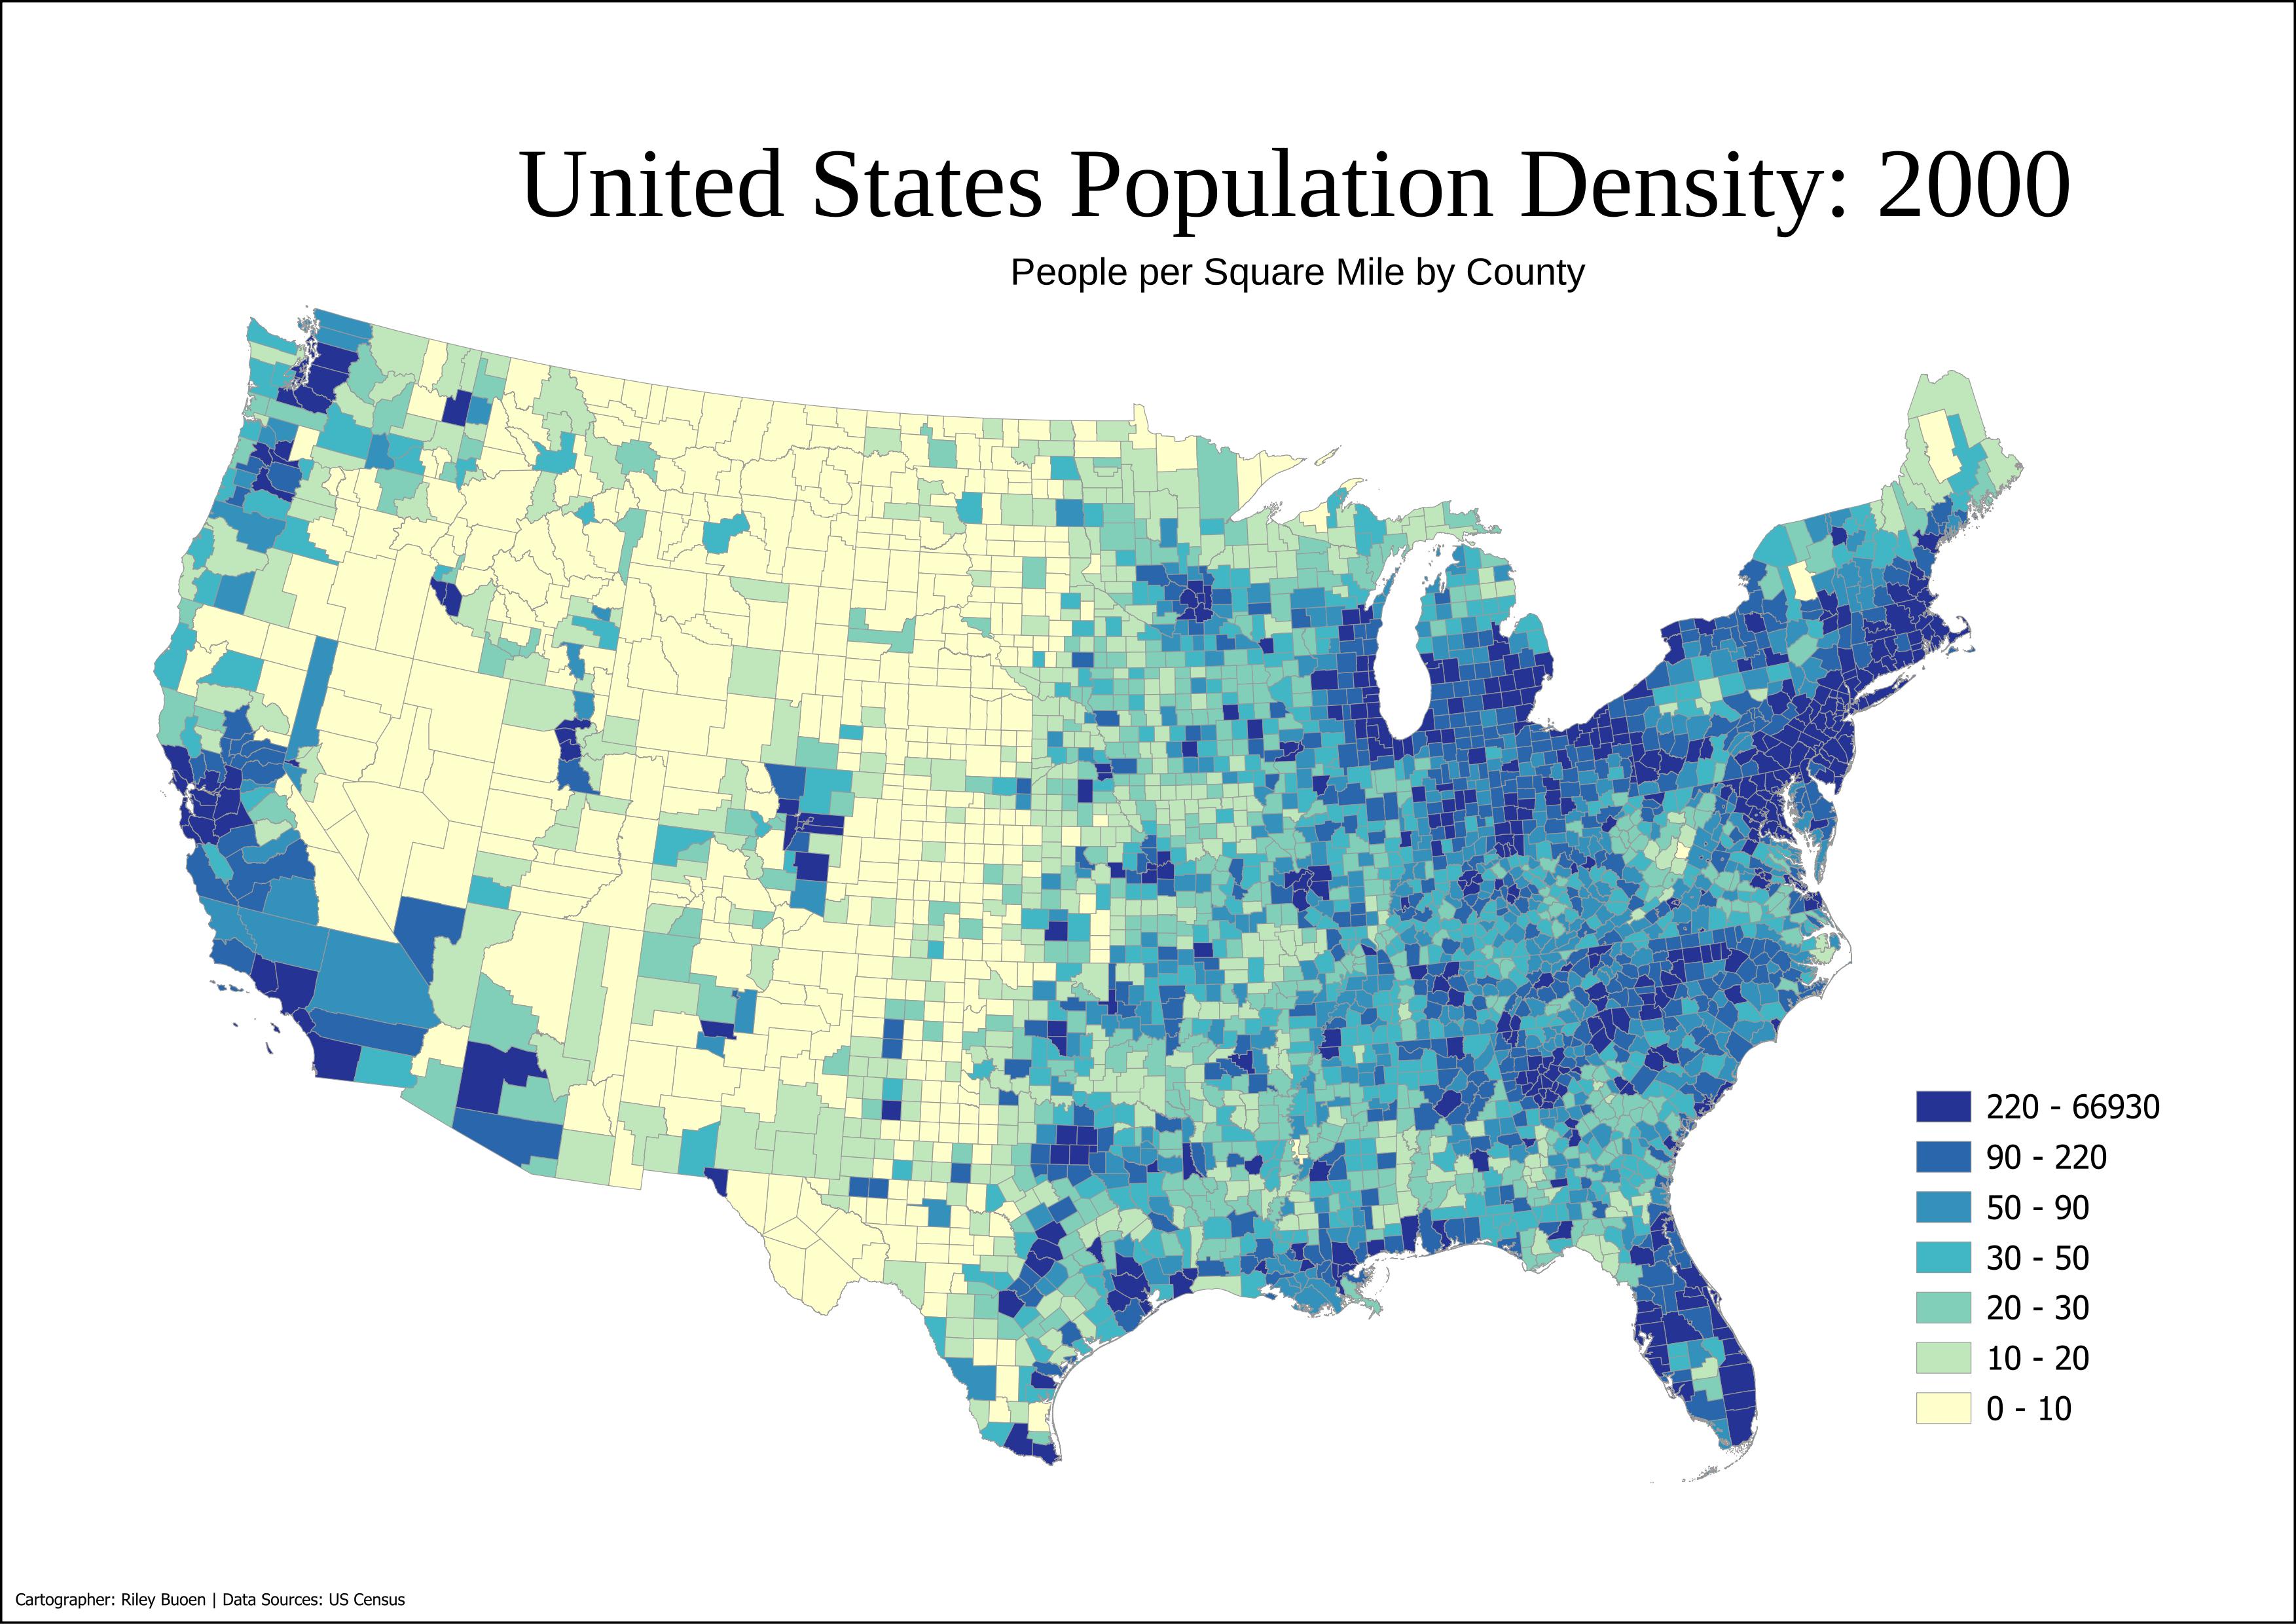 United States Population Density: 2000
People per Square Mile by County
220 - 66930
90 - 220
50 - 90
30 - 50
20 - 30
10 - 20
0 - 10
Cartographer: Riley Buoen | Data Sources: US Census